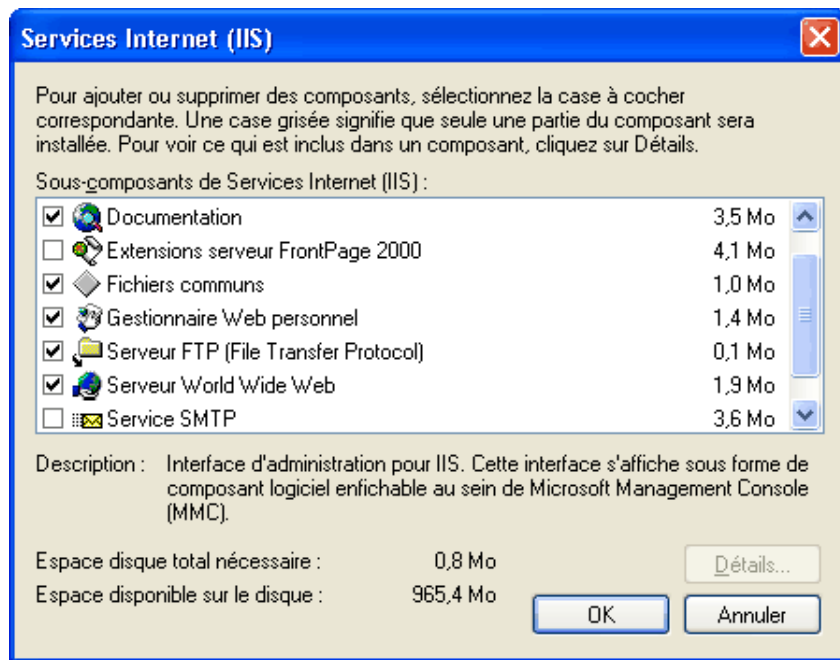 Services Internet (IIS)
Pour ajouter ou supprimer des composants, sélectionnez la case à cocher
correspondante. Une case grisée signifie que seule une partie du composant sera
installée. Pour voir ce qui est inclus dans un composant, cliquez sur Détails.
Sous-composants de Services Internet (IIS) :
Documentation 3,5 Mo
Extensions serveur FrontPage 2000 4,1 Mo
Fichiers communs 1,0 Mo
Gestionnaire Web personnel 1,4 Mo
Serveur FTP (File Transfer Protocol) 0,1 Mo
Serveur World Wide Web 1,9 Mo
Service SMTP 3,6 Mo
Description : Interface d'administration pour IIS. Cette interface s'affiche sous forme de
composant logiciel enfichable au sein de Microsoft Management Console
(MMC).
Espace disque total nécessaire : 0,8 Mo
Détails...
Espace disponible sur le disque : 965,4 Mo
OK Annuler